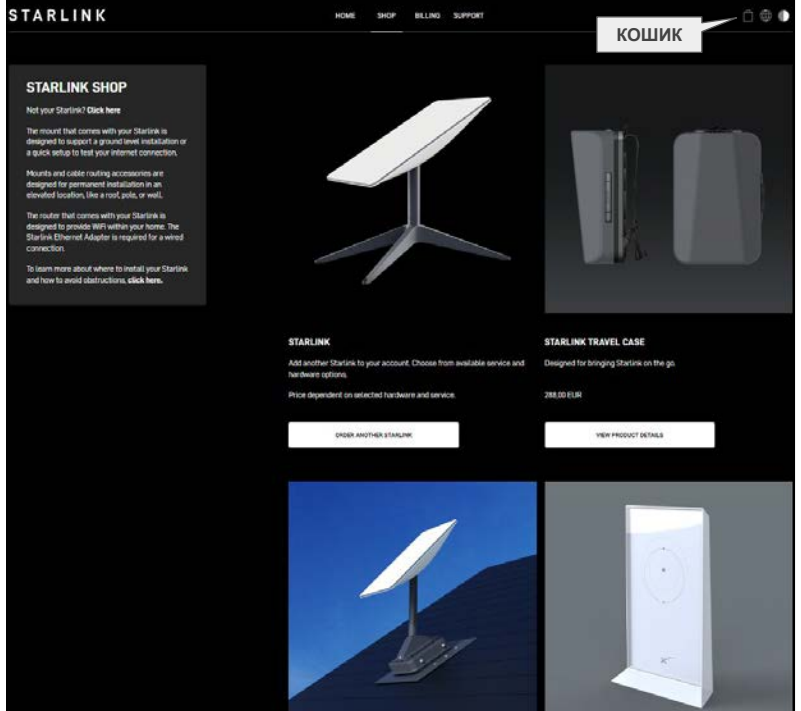 STARLINK
HOME SHOP BILLING SUPPORT
КОШИК
STARLINK SHOP
Not your Starlink? Click here
The mount that comes with your Starlink is
designed to support a ground level installation or
a quick setup to test your internet connection.
Mounts and cable routing accessories are
designed for permanent installation in an
elevated location, like a roof, pole, or wall.
The router that comes with your Starlink is
designed to provide WiFi within your home. The
Starlink Ethernet Adapter is required for a wired
connection.
To learn more about where to install your Starlink
and how to avoid obstructions, click here.
STARLINK
Add another Starlink to your account. Choose from available service and
hardware options.
Price dependent on selected hardware and service.
ORDER ANOTHER STARLINK
STARLINK TRAVEL CASE
Designed for bringing Starlink on the go.
288,00 EUR
VIEW PRODUCT DETAILS